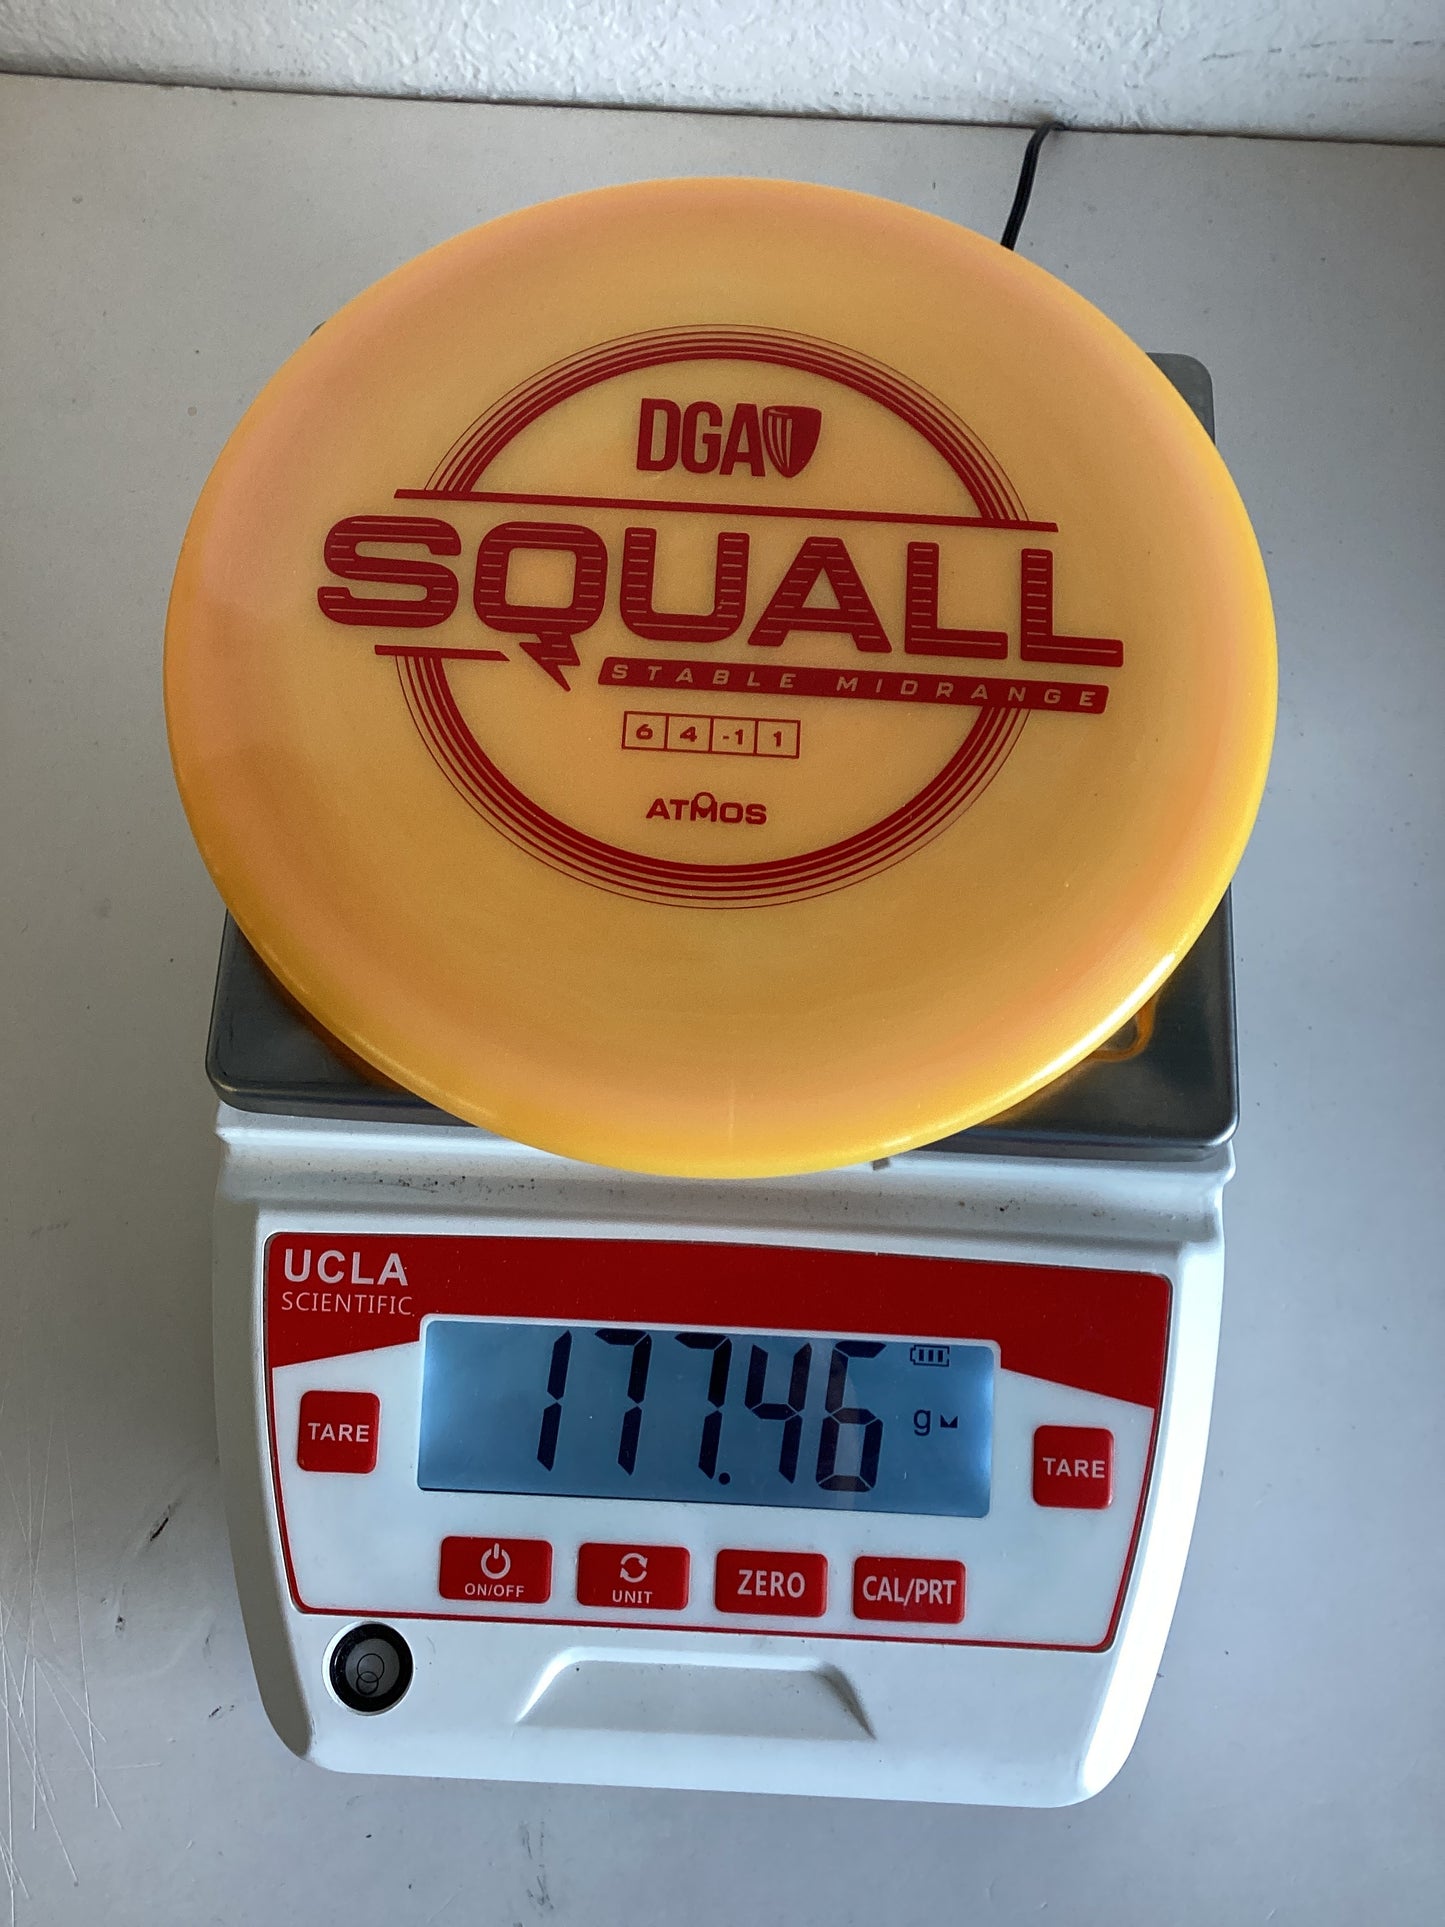 DGA
SQUALL
STABLE MIDRANGE
6 4 -1 1
ATMOS
UCLA
SCIENTIFIC
177.46 g
TARE
TARE
ON/OFF
UNIT
ZERO
CAL/PRT